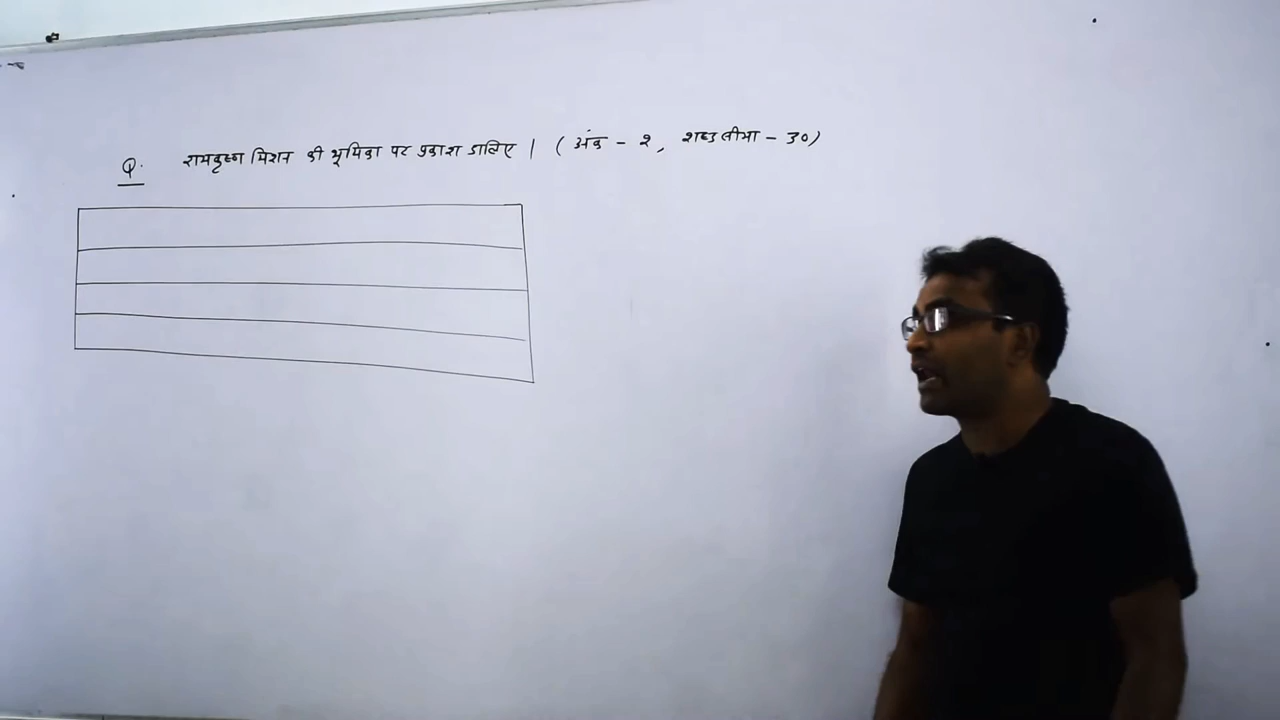 Q. रामकृष्ण मिशन की भूमिका पर प्रकाश डालिए | ( अंक - २, शब्द सीमा - ३०)